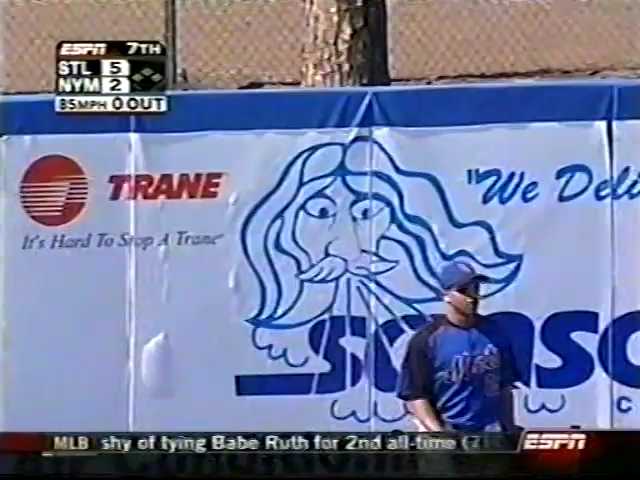 ESPN 7TH
STL 5
NYM 2
85MPH 0 OUT
TRANE
It's Hard To Stop A Trane
"We Deli
MLB shy of tying Babe Ruth for 2nd all-time
ESPN